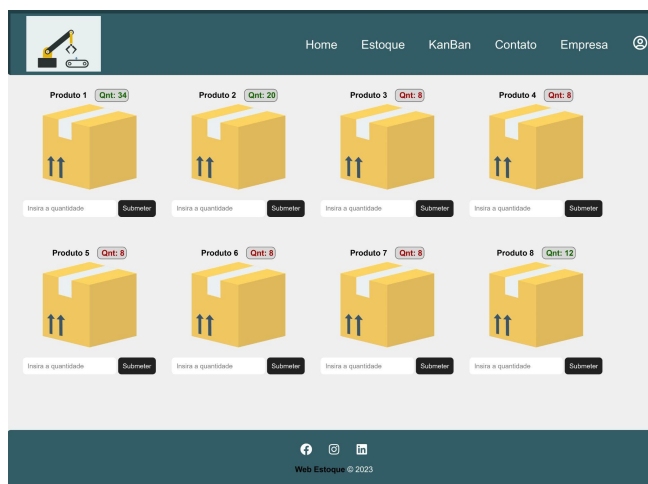 Home Estoque KanBan Contato Empresa
Produto 1 Qnt: 34 Produto 2 Qnt: 20 Produto 3 Qnt: 8 Produto 4 Qnt: 8
Insira a quantidade Submeter Insira a quantidade Submeter Insira a quantidade Submeter Insira a quantidade Submeter
Produto 5 Qnt: 8 Produto 6 Qnt: 8 Produto 7 Qnt: 8 Produto 8 Qnt: 12
Insira a quantidade Submeter Insira a quantidade Submeter Insira a quantidade Submeter Insira a quantidade Submeter
Web Estoque © 2023